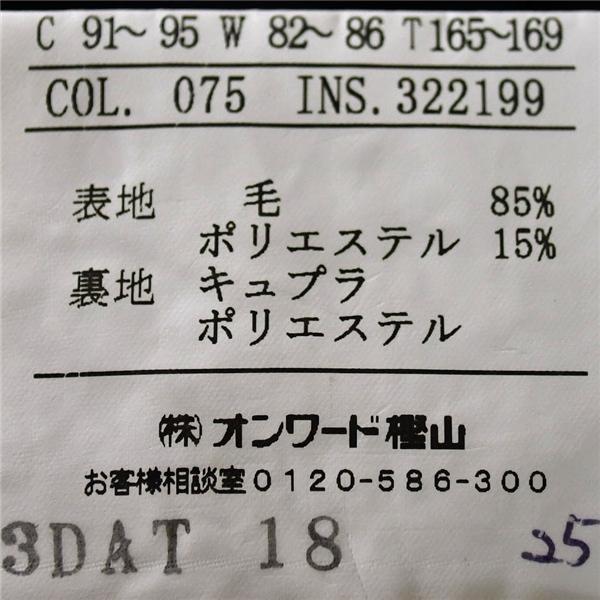 C 91～ 95 W 82～ 86 T165～169
COL. 075 INS.322199
表地 毛 85%
ポリエステル 15%
裏地 キュプラ
ポリエステル
㈱オンワード樫山
お客様相談室0120-586-300
3DAT 18 25